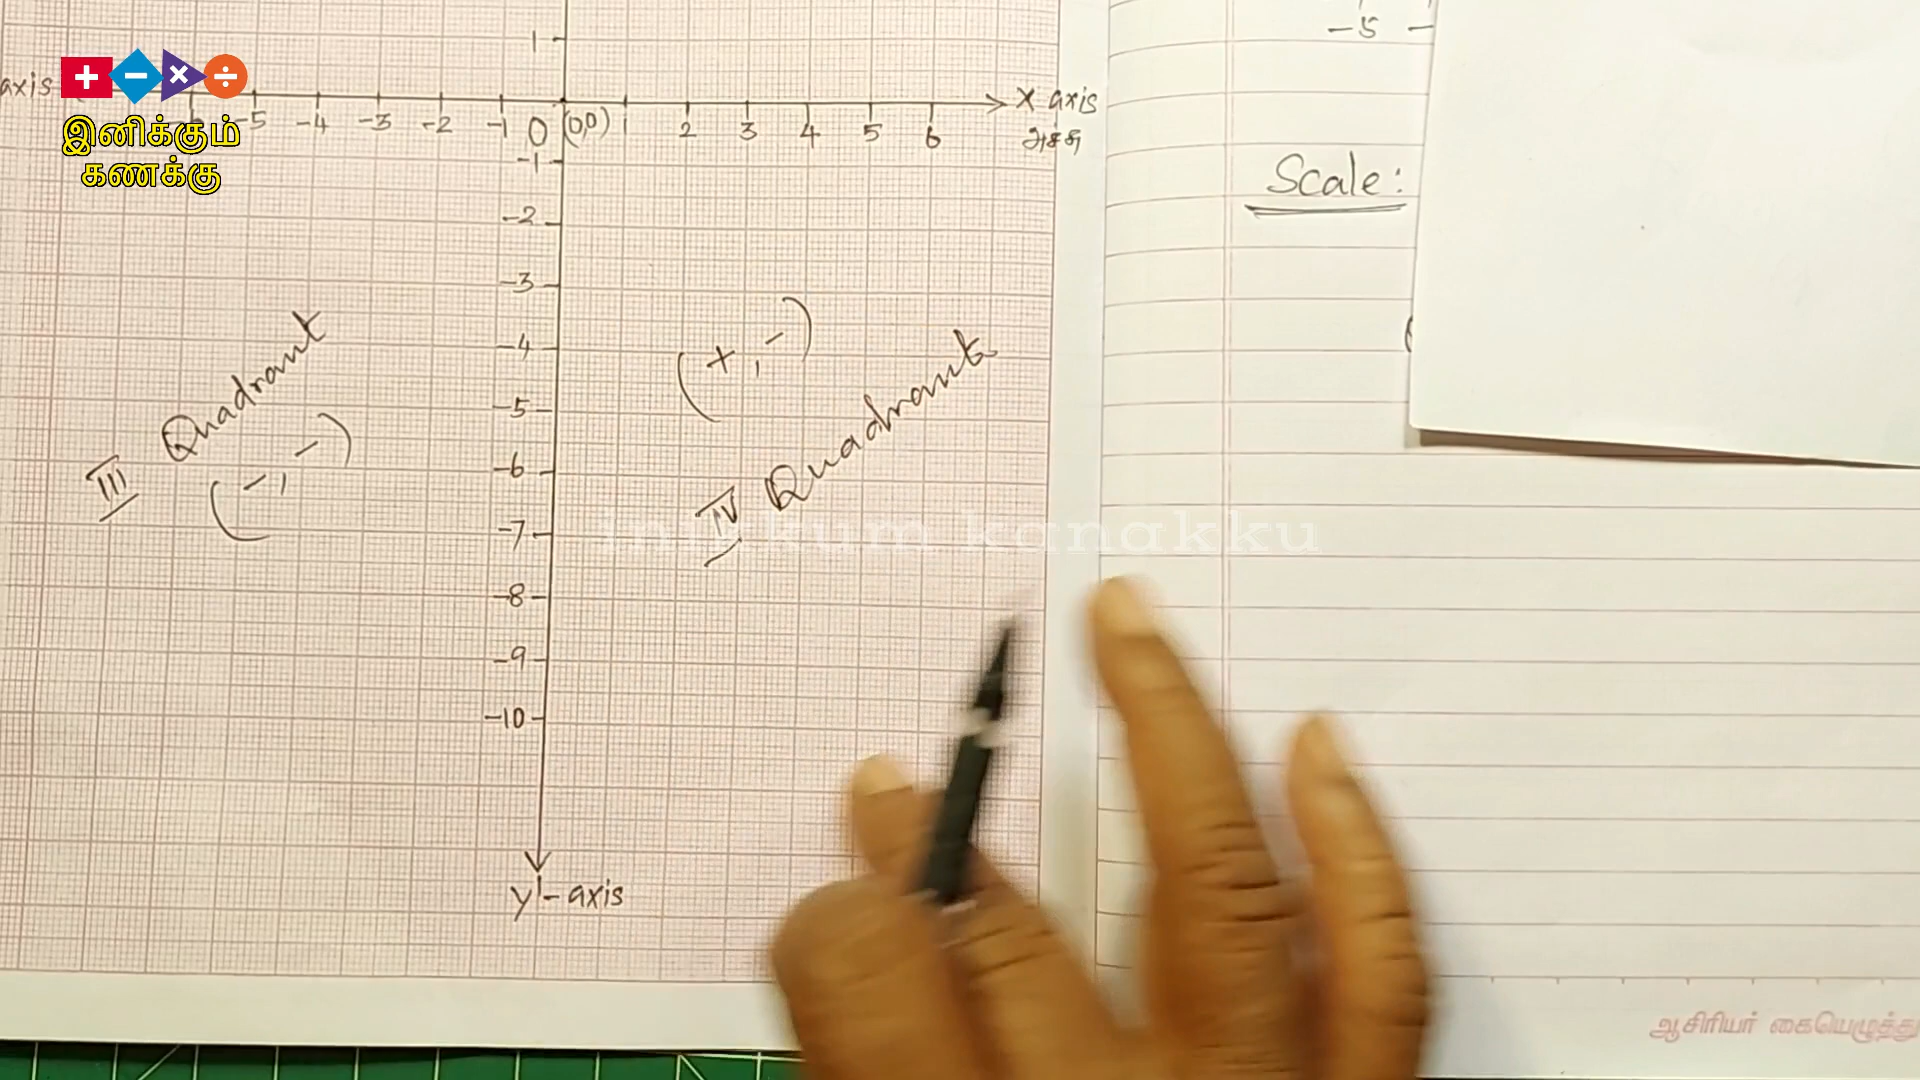 -5
1
axis
+ - × ÷
X axis
அச்சு
-6 -5 -4 -3 -2 -1 0 (0,0) 1 2 3 4 5 6
இனிக்கும்
கணக்கு
-1
Scale:
-2
-3
-4
-5
-6
-7
-8
-9
-10
III Quadrant
(-, -)
(+, -)
IV Quadrant
inikkum kanakku
y'-axis
ஆசிரியர் கையெழுத்து